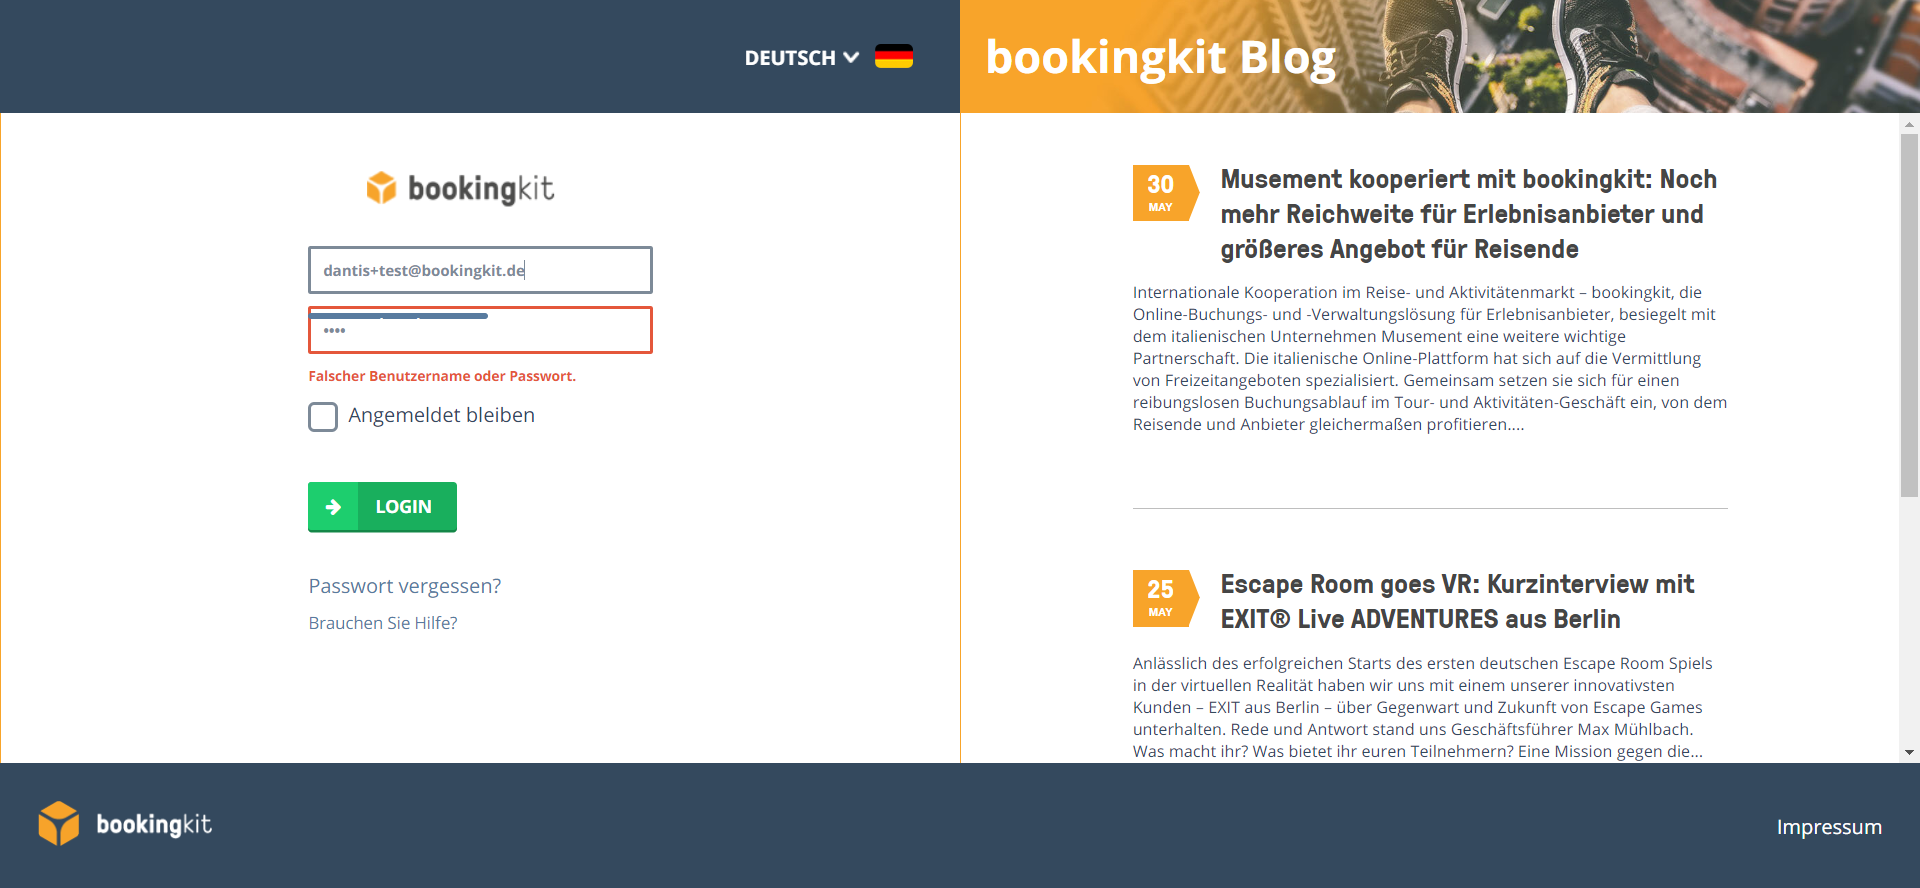 DEUTSCH
bookingkit Blog
bookingkit
dantis+test@bookingkit.de
••••
Falscher Benutzername oder Passwort.
Angemeldet bleiben
LOGIN
Passwort vergessen?
Brauchen Sie Hilfe?
30
MAY
Musement kooperiert mit bookingkit: Noch
mehr Reichweite für Erlebnisanbieter und
größeres Angebot für Reisende
Internationale Kooperation im Reise- und Aktivitätenmarkt – bookingkit, die
Online-Buchungs- und -Verwaltungslösung für Erlebnisanbieter, besiegelt mit
dem italienischen Unternehmen Musement eine weitere wichtige
Partnerschaft. Die italienische Online-Plattform hat sich auf die Vermittlung
von Freizeitangeboten spezialisiert. Gemeinsam setzen sie sich für einen
reibungslosen Buchungsablauf im Tour- und Aktivitäten-Geschäft ein, von dem
Reisende und Anbieter gleichermaßen profitieren....
25
MAY
Escape Room goes VR: Kurzinterview mit
EXIT® Live ADVENTURES aus Berlin
Anlässlich des erfolgreichen Starts des ersten deutschen Escape Room Spiels
in der virtuellen Realität haben wir uns mit einem unserer innovativsten
Kunden – EXIT aus Berlin – über Gegenwart und Zukunft von Escape Games
unterhalten. Rede und Antwort stand uns Geschäftsführer Max Mühlbach.
Was macht ihr? Was bietet ihr euren Teilnehmern? Eine Mission gegen die...
bookingkit
Impressum